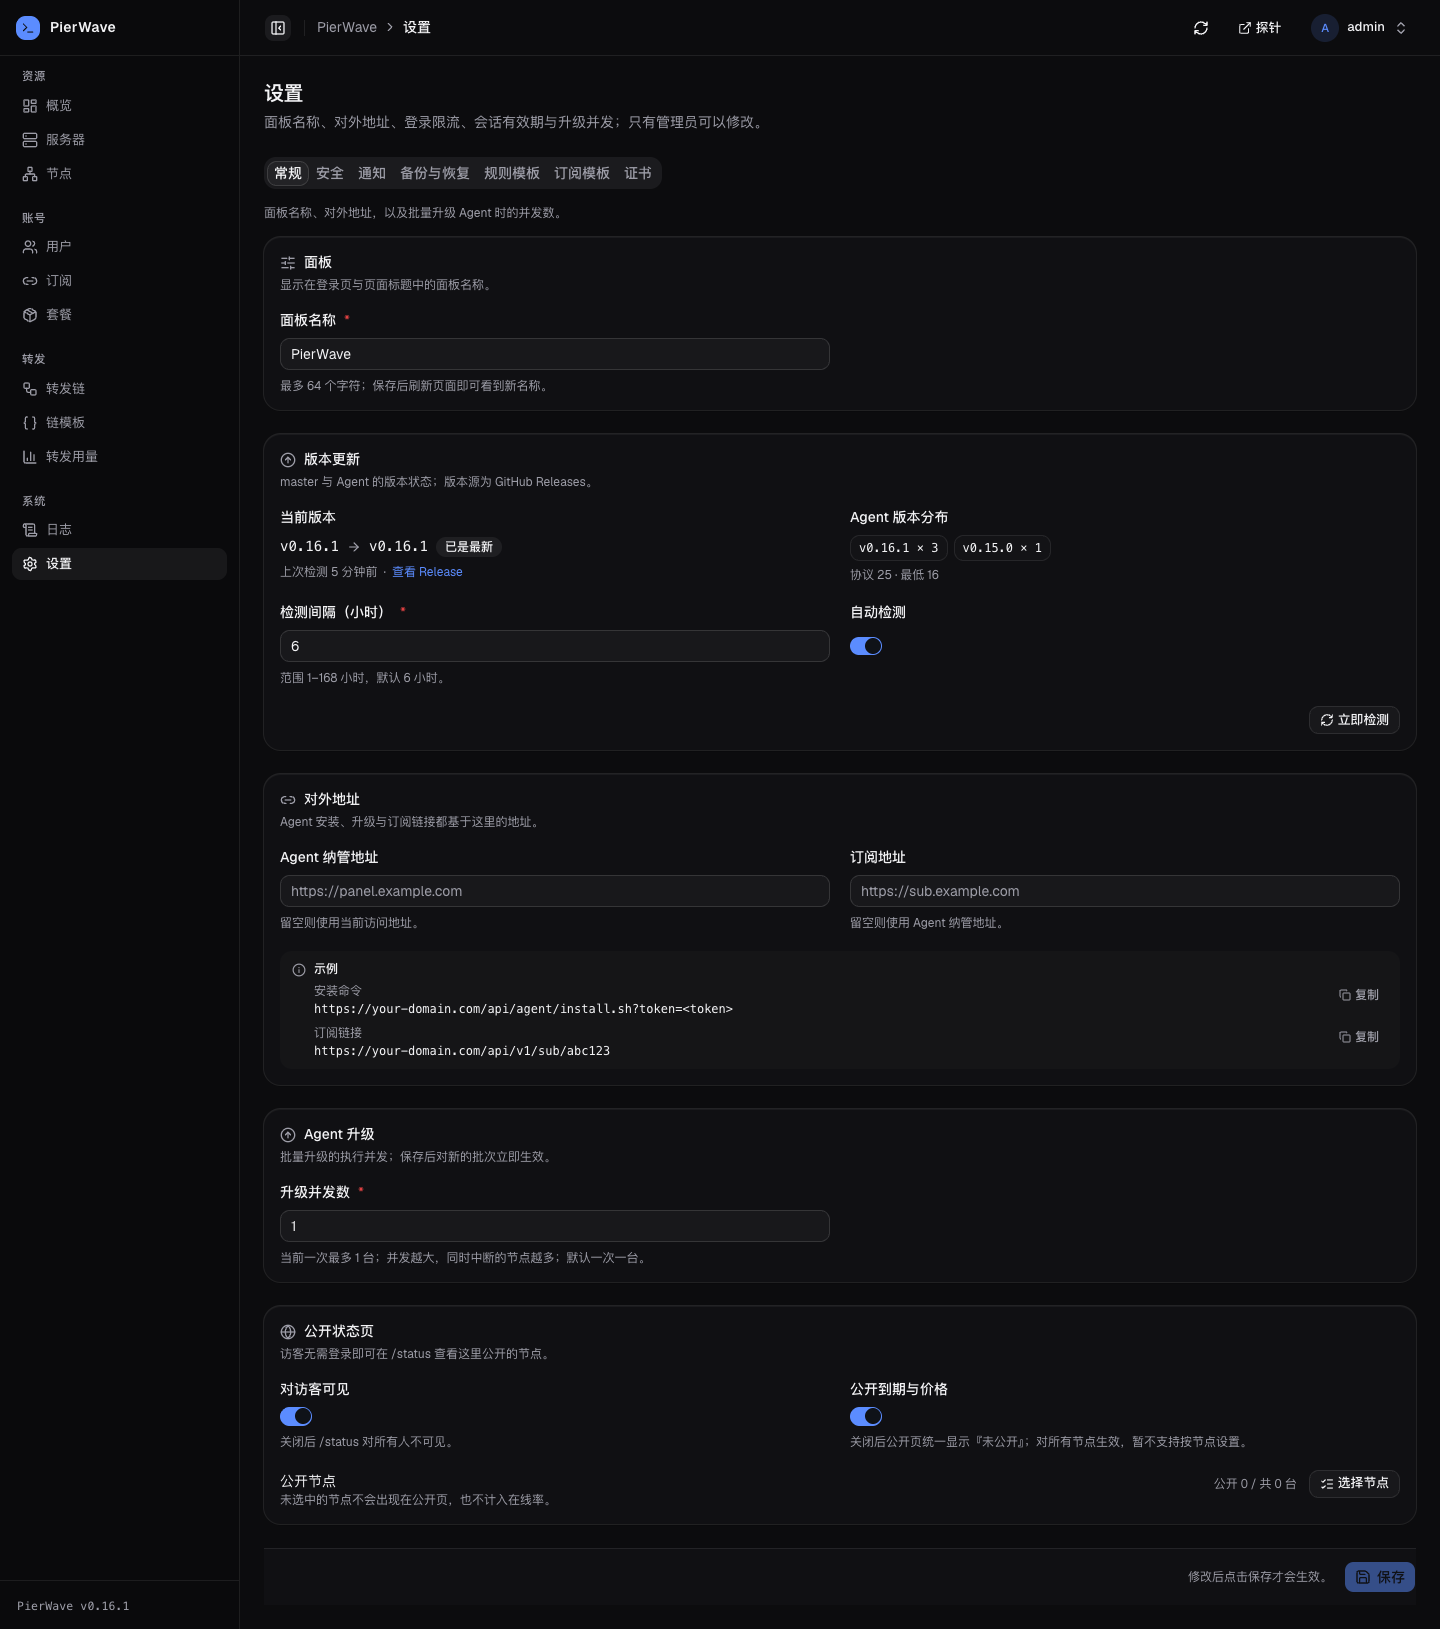 PierWave
PierWave > 设置
探针
A admin
资源
概览
服务器
节点
账号
用户
订阅
套餐
转发
转发链
链模板
转发用量
系统
日志
设置
PierWave v0.16.1
设置
面板名称、对外地址、登录限流、会话有效期与升级并发；只有管理员可以修改。
常规 安全 通知 备份与恢复 规则模板 订阅模板 证书
面板名称、对外地址，以及批量升级 Agent 时的并发数。
面板
显示在登录页与页面标题中的面板名称。
面板名称 *
PierWave
最多 64 个字符；保存后刷新页面即可看到新名称。
版本更新
master 与 Agent 的版本状态；版本源为 GitHub Releases。
当前版本
v0.16.1 → v0.16.1 已是最新
上次检测 5 分钟前 · 查看 Release
Agent 版本分布
v0.16.1 × 3 v0.15.0 × 1
协议 25 · 最低 16
检测间隔（小时） *
6
范围 1–168 小时，默认 6 小时。
自动检测
立即检测
对外地址
Agent 安装、升级与订阅链接都基于这里的地址。
Agent 纳管地址
https://panel.example.com
留空则使用当前访问地址。
订阅地址
https://sub.example.com
留空则使用 Agent 纳管地址。
示例
安装命令
https://your-domain.com/api/agent/install.sh?token=<token>
复制
订阅链接
https://your-domain.com/api/v1/sub/abc123
复制
Agent 升级
批量升级的执行并发；保存后对新的批次立即生效。
升级并发数 *
1
当前一次最多 1 台；并发越大，同时中断的节点越多；默认一次一台。
公开状态页
访客无需登录即可在 /status 查看这里公开的节点。
对访客可见
关闭后 /status 对所有人不可见。
公开到期与价格
关闭后公开页统一显示『未公开』；对所有节点生效，暂不支持按节点设置。
公开节点
未选中的节点不会出现在公开页，也不计入在线率。
公开 0 / 共 0 台
选择节点
修改后点击保存才会生效。
保存